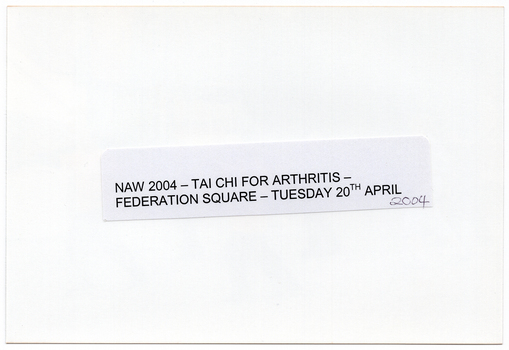 NAW 2004 – TAI CHI FOR ARTHRITIS –
FEDERATION SQUARE – TUESDAY 20TH APRIL
2004